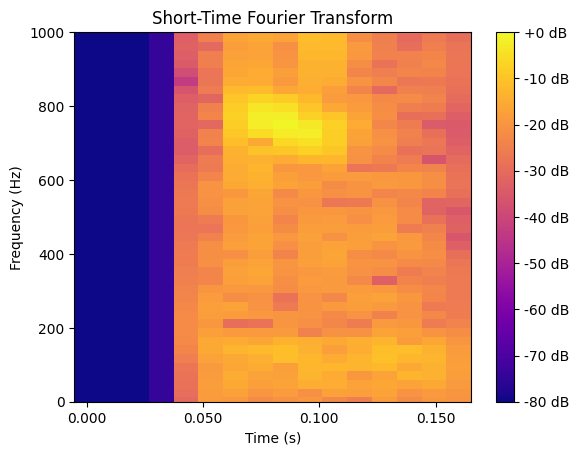 Short-Time Fourier Transform
Frequency (Hz)
1000
800
600
400
200
0
0.000
0.050
0.100
0.150
Time (s)
+0 dB
-10 dB
-20 dB
-30 dB
-40 dB
-50 dB
-60 dB
-70 dB
-80 dB